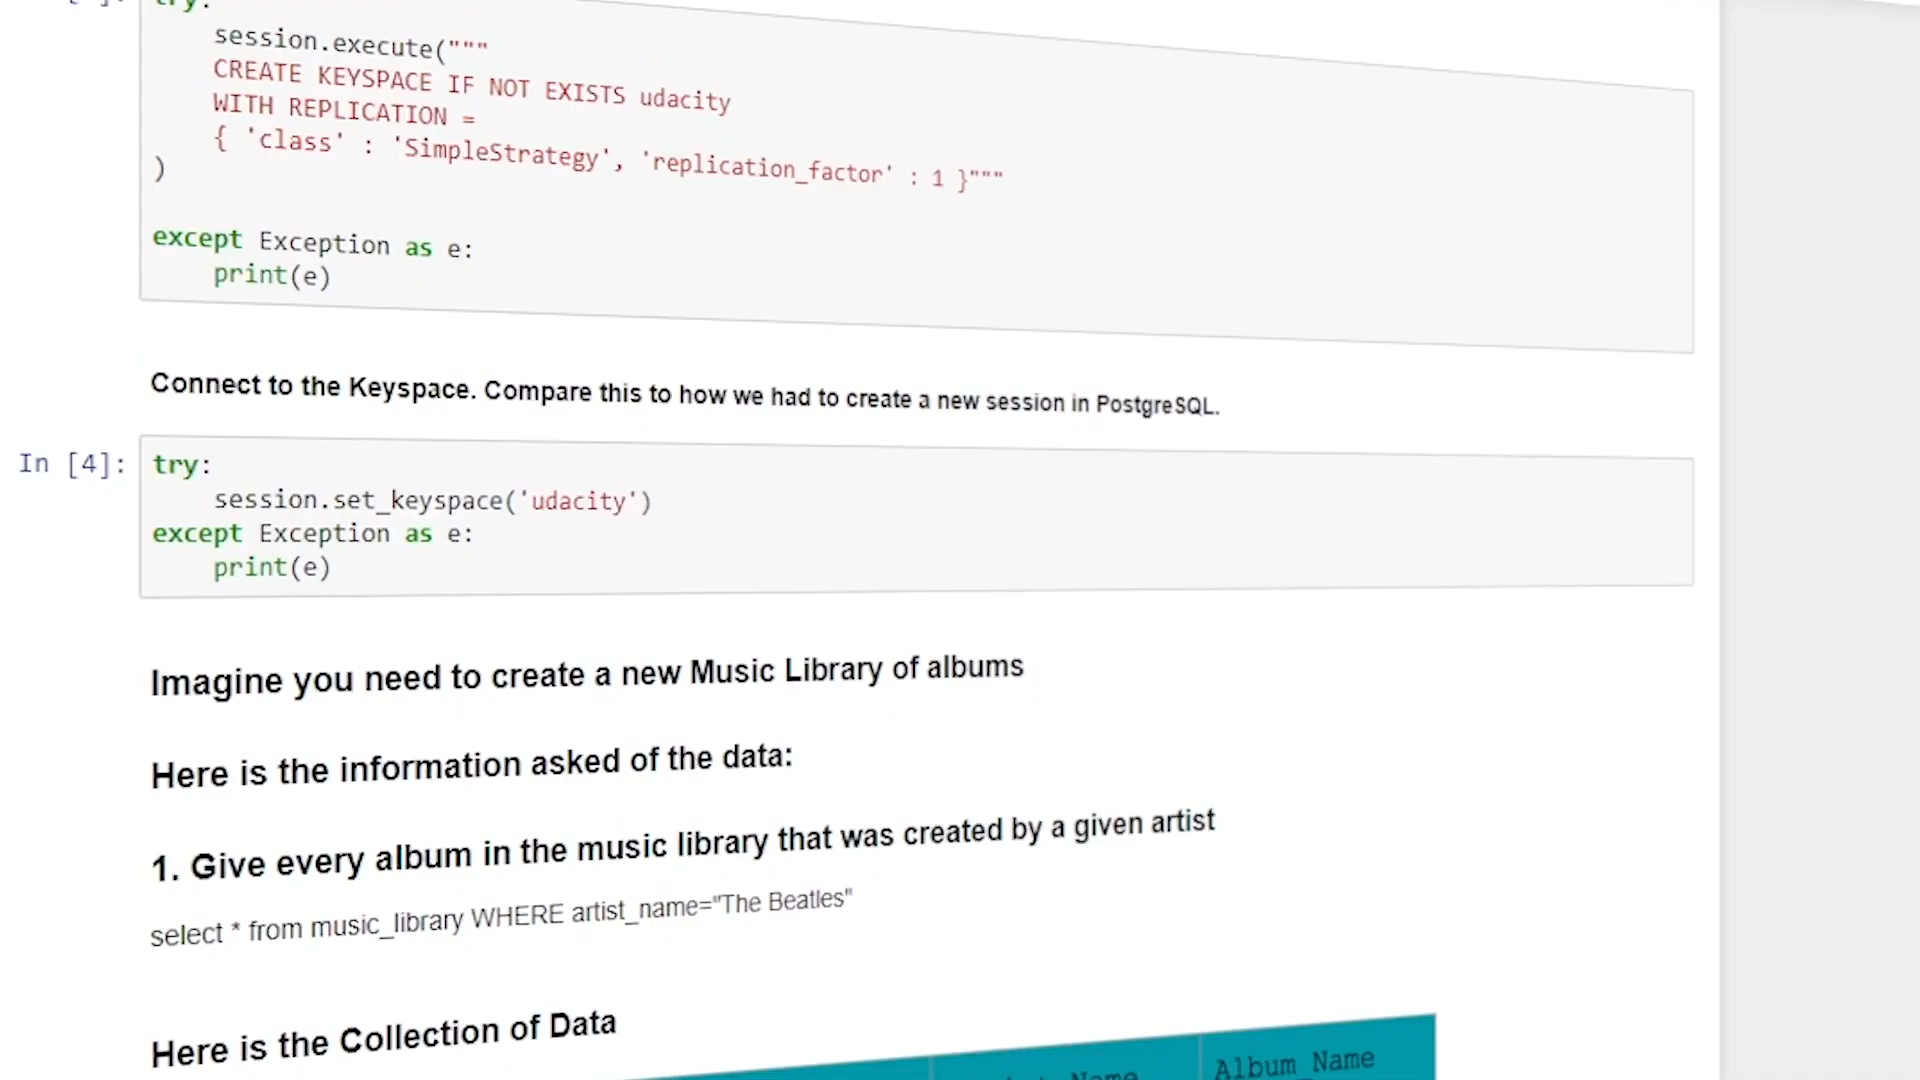 try:
session.execute("""
CREATE KEYSPACE IF NOT EXISTS udacity
WITH REPLICATION =
{ 'class' : 'SimpleStrategy', 'replication_factor' : 1 }"""
)
except Exception as e:
print(e)
Connect to the Keyspace. Compare this to how we had to create a new session in PostgreSQL.
In [4]:
try:
session.set_keyspace('udacity')
except Exception as e:
print(e)
Imagine you need to create a new Music Library of albums
Here is the information asked of the data:
1. Give every album in the music library that was created by a given artist
select * from music_library WHERE artist_name="The Beatles"
Here is the Collection of Data
Name
Album Name